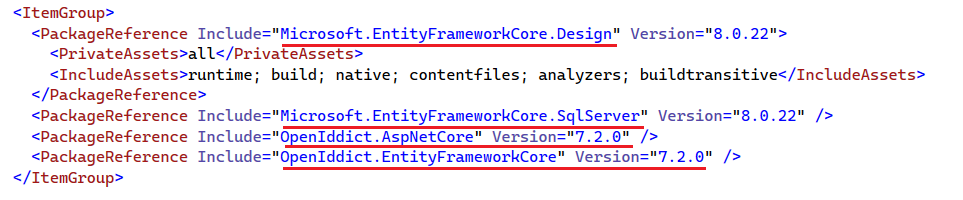 <ItemGroup>
<PackageReference Include="Microsoft.EntityFrameworkCore.Design" Version="8.0.22">
<PrivateAssets>all</PrivateAssets>
<IncludeAssets>runtime; build; native; contentfiles; analyzers; buildtransitive</IncludeAssets>
</PackageReference>
<PackageReference Include="Microsoft.EntityFrameworkCore.SqlServer" Version="8.0.22" />
<PackageReference Include="OpenIddict.AspNetCore" Version="7.2.0" />
<PackageReference Include="OpenIddict.EntityFrameworkCore" Version="7.2.0" />
</ItemGroup>